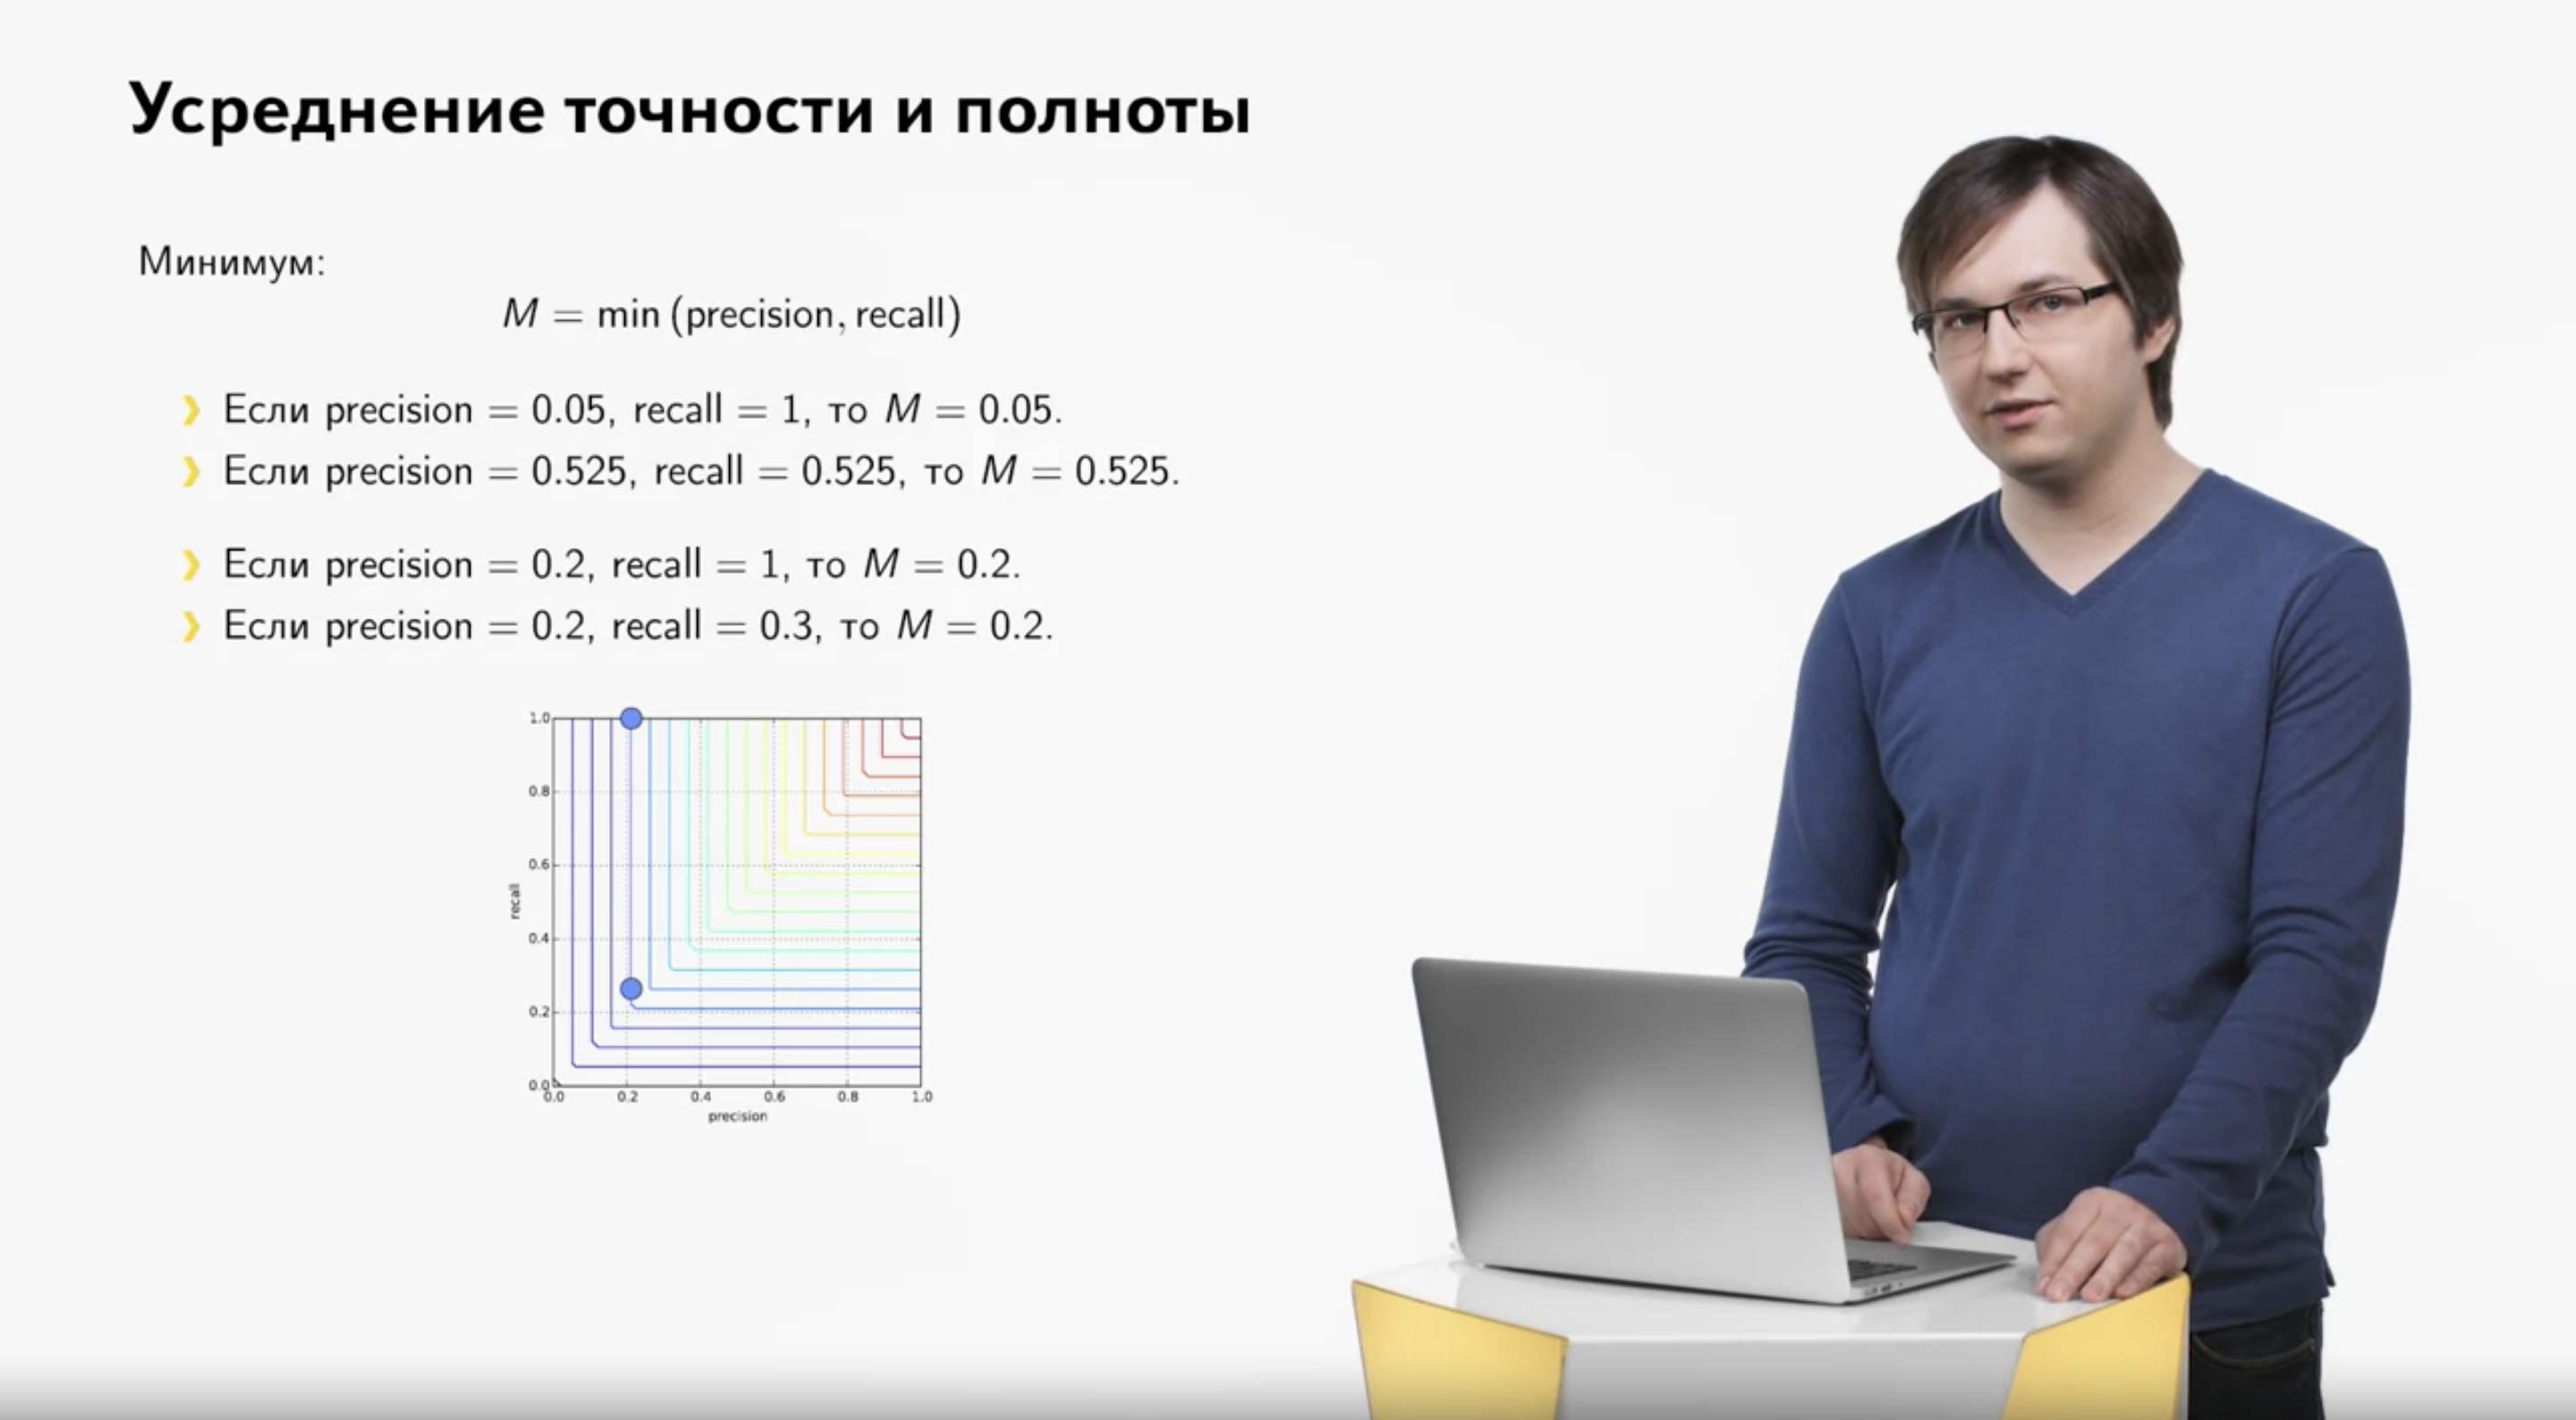 Усреднение точности и полноты
Минимум:
M = min (precision, recall)
❯ Если precision = 0.05, recall = 1, то M = 0.05.
❯ Если precision = 0.525, recall = 0.525, то M = 0.525.
❯ Если precision = 0.2, recall = 1, то M = 0.2.
❯ Если precision = 0.2, recall = 0.3, то M = 0.2.
1.0
0.8
0.6
recall
0.4
0.2
0.0
0.0 0.2 0.4 0.6 0.8 1.0
precision